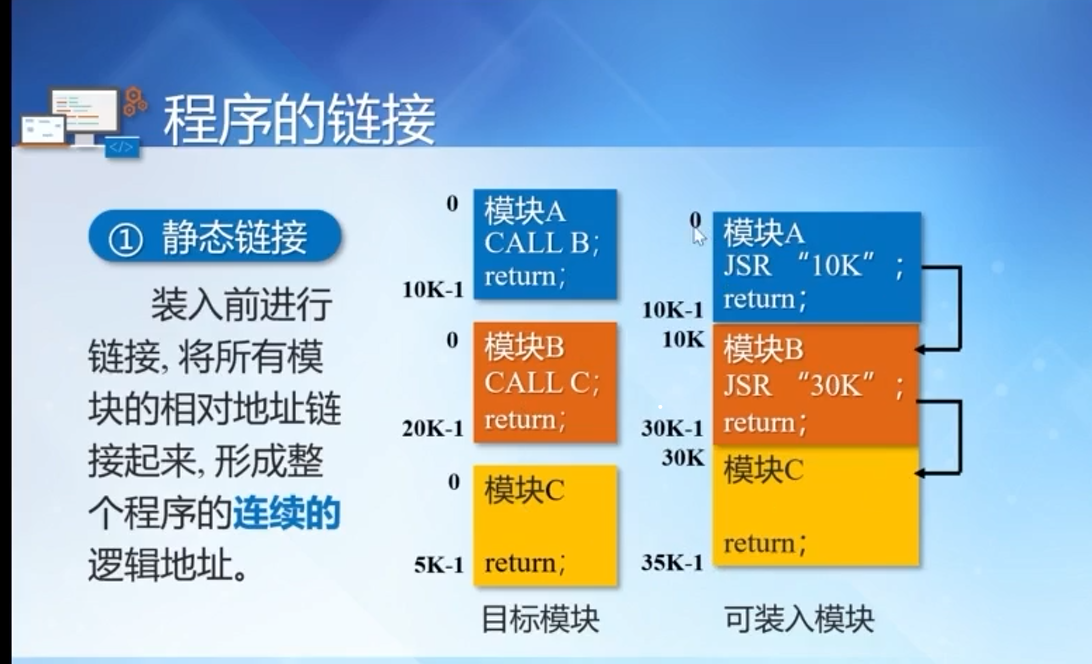 程序的链接
① 静态链接
装入前进行
链接, 将所有模
块的相对地址链
接起来, 形成整
个程序的连续的
逻辑地址。
0
模块A
CALL B；
return；
10K-1
0
模块B
CALL C；
return；
20K-1
0
模块C
return；
5K-1
目标模块
0
模块A
JSR “10K”；
return；
10K-1
10K
模块B
JSR “30K”；
return；
30K-1
30K
模块C
return；
35K-1
可装入模块